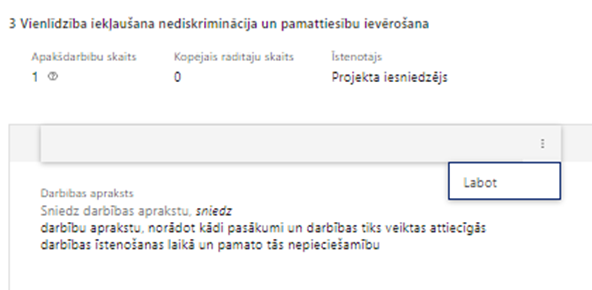 3 Vienlīdzība iekļaušana nediskriminācija un pamattiesību ievērošana
Apakšdarbību skaits Kopējais rādītāju skaits Īstenotājs
1 0 Projekta iesniedzējs
Labot
Darbības apraksts
Sniedz darbības aprakstu, sniedz
darbību aprakstu, norādot kādi pasākumi un darbības tiks veiktas attiecīgās
darbības īstenošanas laikā un pamato tās nepieciešamību